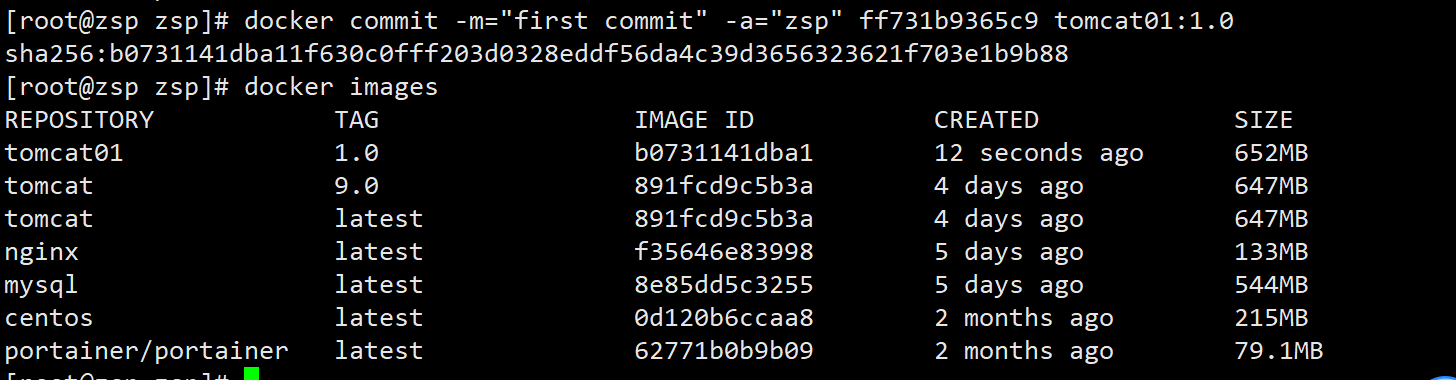 [root@zsp zsp]# docker commit -m="first commit" -a="zsp" ff731b9365c9 tomcat01:1.0
sha256:b0731141dba11f630c0fff203d0328eddf56da4c39d3656323621f703e1b9b88
[root@zsp zsp]# docker images
REPOSITORY TAG IMAGE ID CREATED SIZE
tomcat01 1.0 b0731141dba1 12 seconds ago 652MB
tomcat 9.0 891fcd9c5b3a 4 days ago 647MB
tomcat latest 891fcd9c5b3a 4 days ago 647MB
nginx latest f35646e83998 5 days ago 133MB
mysql latest 8e85dd5c3255 5 days ago 544MB
centos latest 0d120b6ccaa8 2 months ago 215MB
portainer/portainer latest 62771b0b9b09 2 months ago 79.1MB
[root@zsp zsp]#